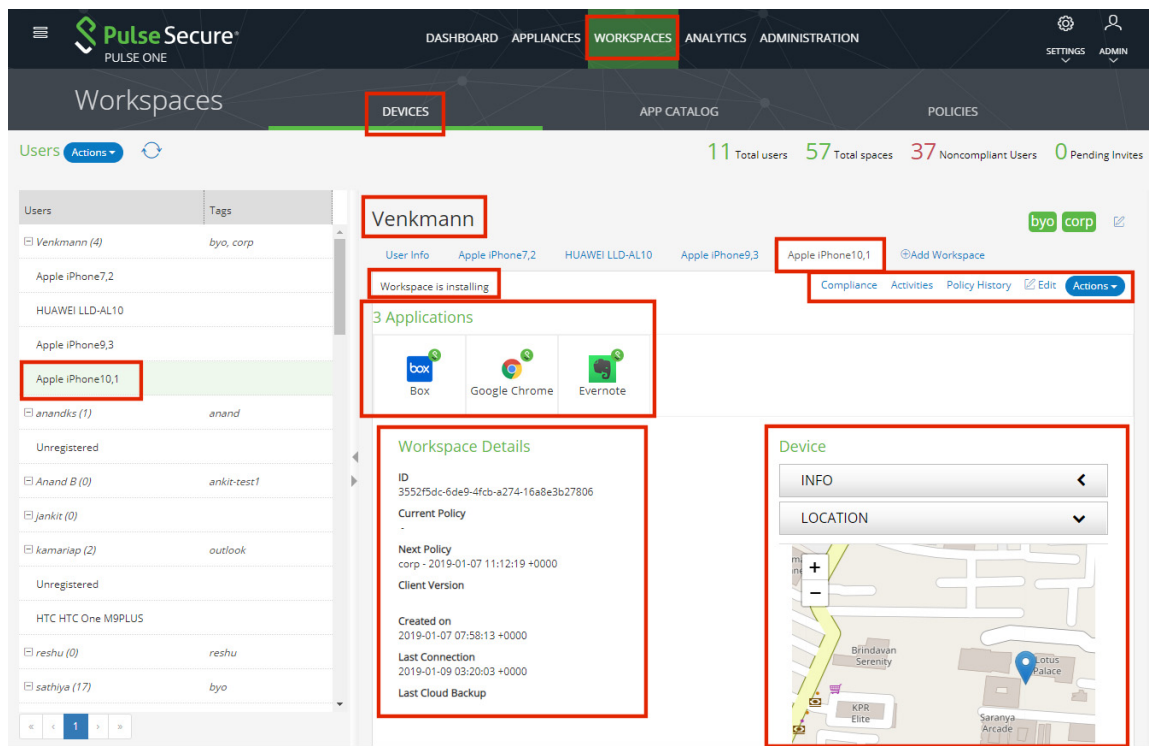 Pulse Secure®
PULSE ONE
DASHBOARD APPLIANCES WORKSPACES ANALYTICS ADMINISTRATION
SETTINGS ADMIN
Workspaces
DEVICES APP CATALOG POLICIES
Users Actions
11 Total users 57 Total spaces 37 Noncompliant Users 0 Pending Invites
Users Tags
Venkmann (4) byo, corp
Apple iPhone7,2
HUAWEI LLD-AL10
Apple iPhone9,3
Apple iPhone10,1
anandks (1) anand
Unregistered
Anand B (0) ankit-test1
jankit (0)
kamariap (2) outlook
Unregistered
HTC HTC One M9PLUS
reshu (0) reshu
sathiya (17) byo
« ‹ 1 › »
Venkmann
byo corp
User Info Apple iPhone7,2 HUAWEI LLD-AL10 Apple iPhone9,3 Apple iPhone10,1 Add Workspace
Workspace is installing
Compliance Activities Policy History Edit Actions
3 Applications
box
Box Google Chrome Evernote
Workspace Details
ID
3552f5dc-6de9-4fcb-a274-16a8e3b27806
Current Policy
-
Next Policy
corp - 2019-01-07 11:12:19 +0000
Client Version
Created on
2019-01-07 07:58:13 +0000
Last Connection
2019-01-09 03:20:03 +0000
Last Cloud Backup
Device
INFO
LOCATION
+
−
Brindavan
Serenity
Lotus
Palace
KPR
Elite
Saranya
Arcade